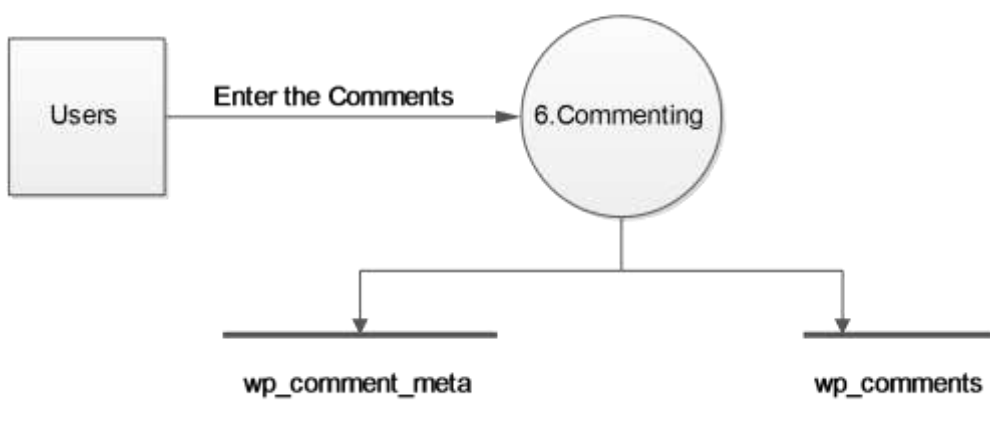 Users
Enter the Comments
6.Commenting
wp_comment_meta
wp_comments